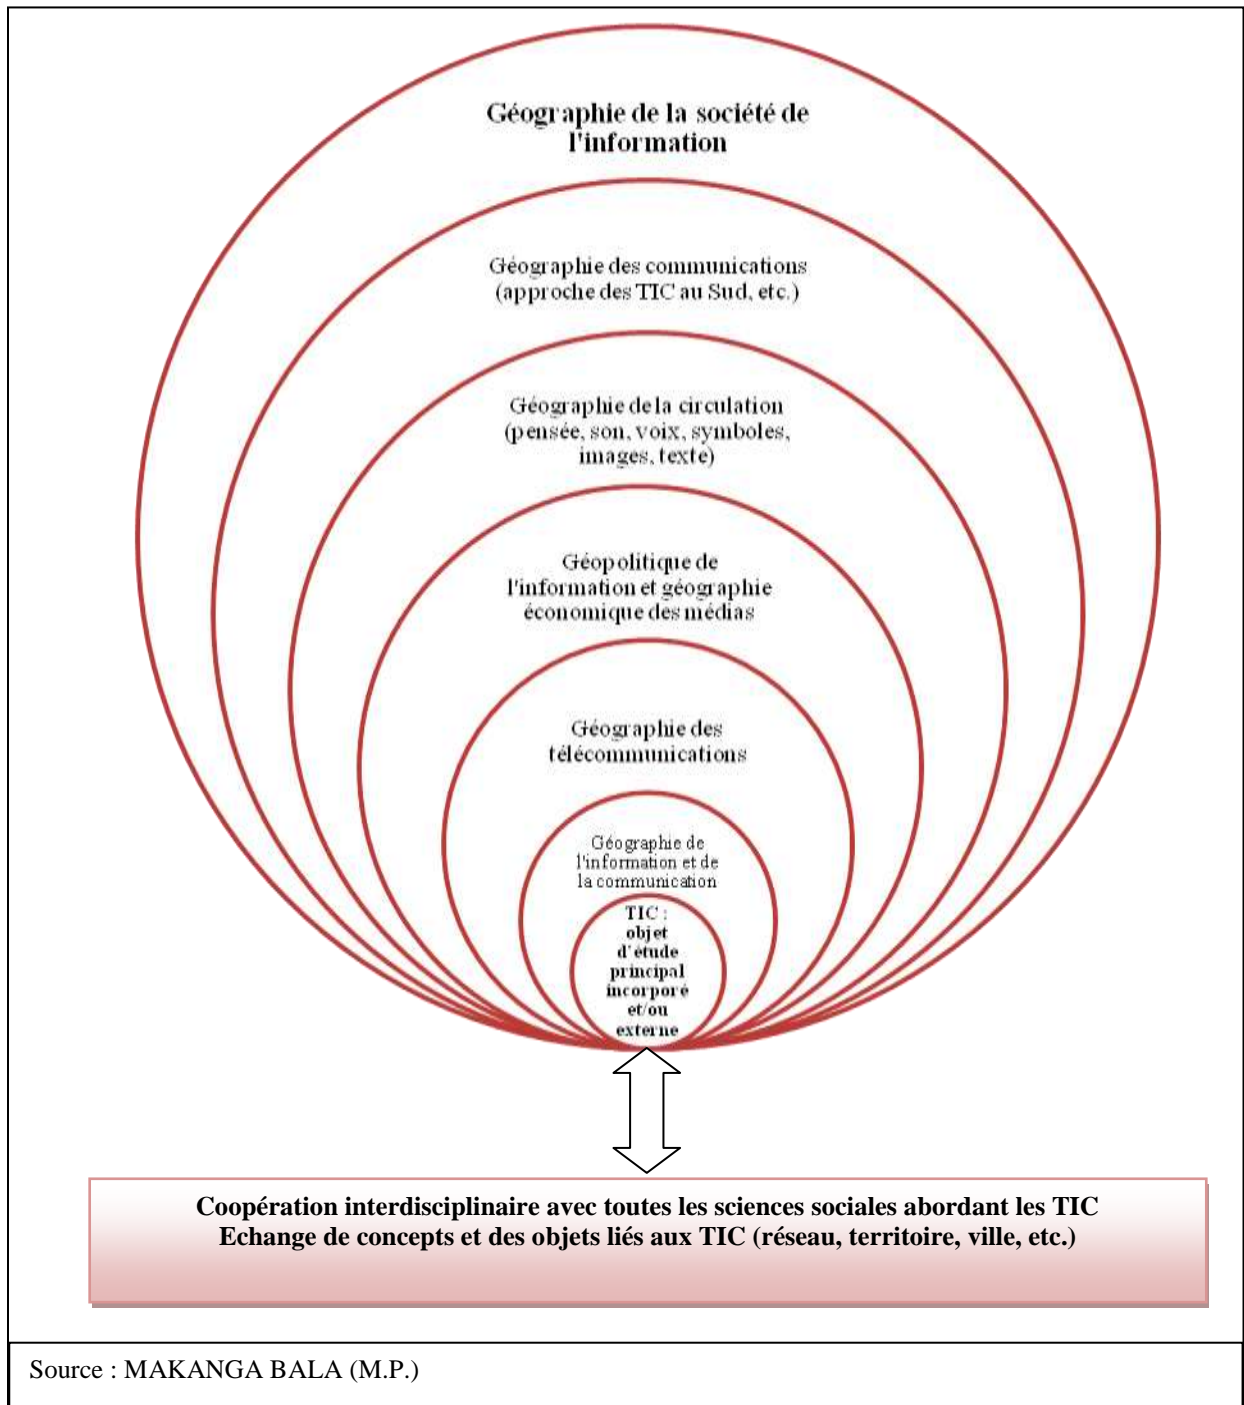 Géographie de la société de
l'information
Géographie des communications
(approche des TIC au Sud, etc.)
Géographie de la circulation
(pensée, son, voix, symboles,
images, texte)
Géopolitique de
l'information et géographie
économique des médias
Géographie des
télécommunications
Géographie de
l'information et de
la communication
TIC :
objet
d'étude
principal
incorporé
et/ou
externe
Coopération interdisciplinaire avec toutes les sciences sociales abordant les TIC
Echange de concepts et des objets liés aux TIC (réseau, territoire, ville, etc.)
Source : MAKANGA BALA (M.P.)